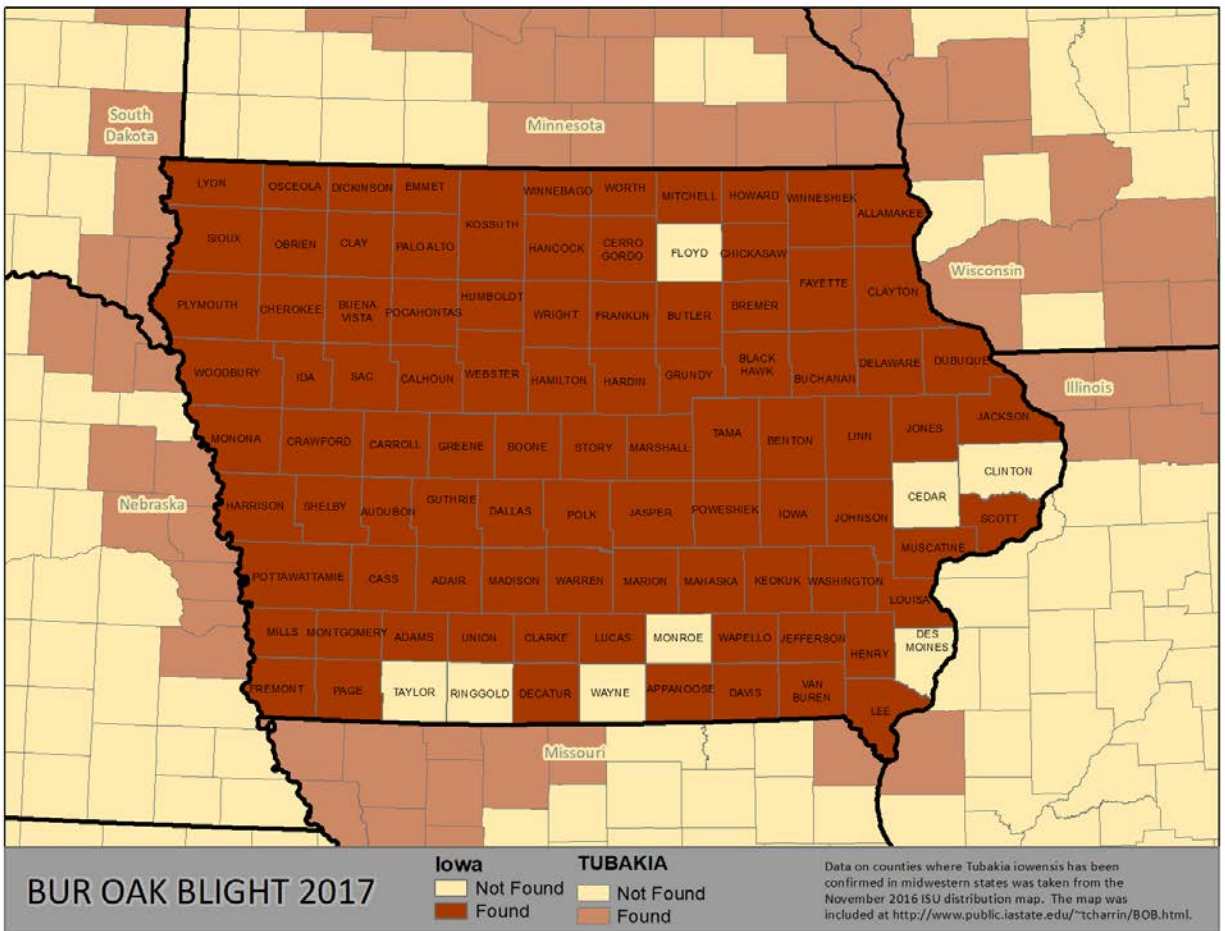 South
Dakota
Minnesota
LYON
OSCEOLA
DICKINSON
EMMET
WINNEBAGO
WORTH
MITCHELL
HOWARD
WINNESHIEK
ALLAMAKEE
KOSSUTH
SIOUX
OBRIEN
CLAY
PALO ALTO
HANCOCK
CERRO
GORDO
FLOYD
CHICKASAW
Wisconsin
FAYETTE
CLAYTON
PLYMOUTH
CHEROKEE
BUENA
VISTA
POCAHONTAS
HUMBOLDT
WRIGHT
FRANKLIN
BUTLER
BREMER
WOODBURY
IDA
SAC
CALHOUN
WEBSTER
HAMILTON
HARDIN
GRUNDY
BLACK
HAWK
BUCHANAN
DELAWARE
DUBUQUE
Illinois
MONONA
CRAWFORD
CARROLL
GREENE
BOONE
STORY
MARSHALL
TAMA
BENTON
LINN
JONES
JACKSON
CLINTON
CEDAR
Nebraska
HARRISON
SHELBY
AUDUBON
GUTHRIE
DALLAS
POLK
JASPER
POWESHIEK
IOWA
JOHNSON
SCOTT
MUSCATINE
POTTAWATTAMIE
CASS
ADAIR
MADISON
WARREN
MARION
MAHASKA
KEOKUK
WASHINGTON
LOUISA
MILLS
MONTGOMERY
ADAMS
UNION
CLARKE
LUCAS
MONROE
WAPELLO
JEFFERSON
HENRY
DES
MOINES
FREMONT
PAGE
TAYLOR
RINGGOLD
DECATUR
WAYNE
APPANOOSE
DAVIS
VAN
BUREN
LEE
Missouri
BUR OAK BLIGHT 2017
Iowa
Not Found
Found
TUBAKIA
Not Found
Found
Data on counties where Tubakia iowensis has been
confirmed in midwestern states was taken from the
November 2016 ISU distribution map. The map was
included at http://www.public.iastate.edu/~tcharrin/BOB.html.